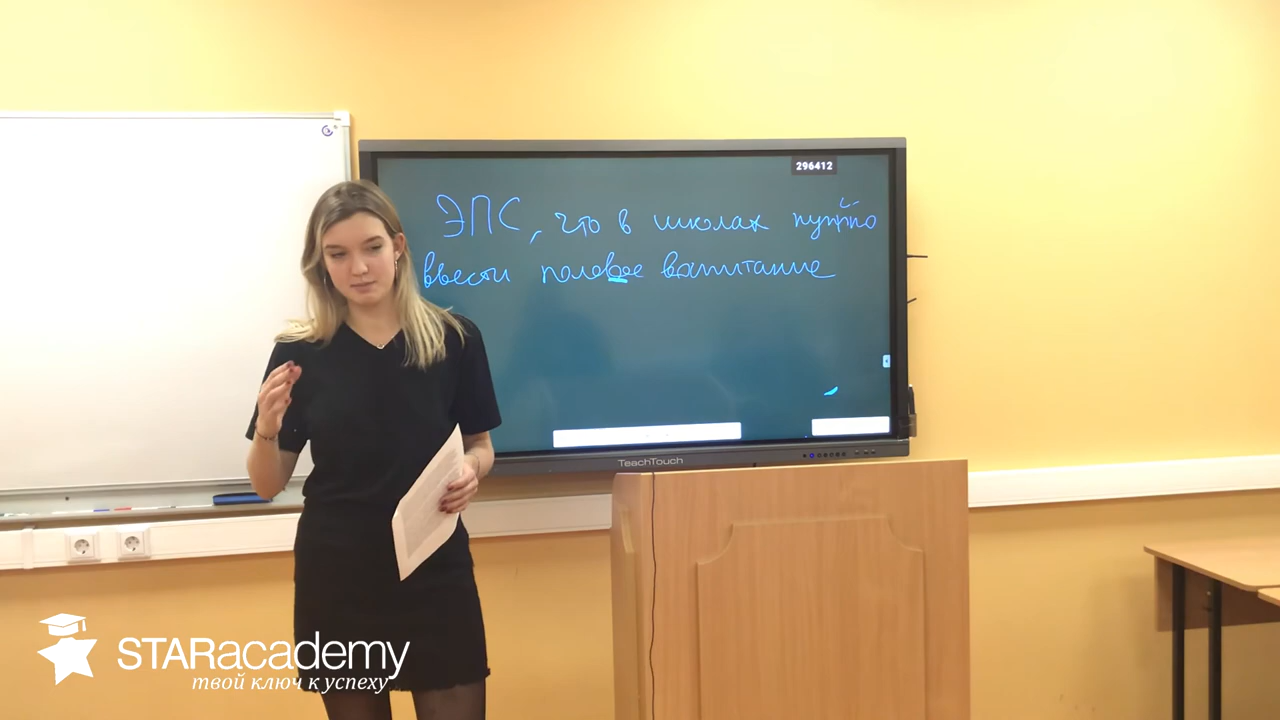 296412
ЭПС, что в школах нужно
ввести половое воспитание
TeachTouch
STARacademy
твой ключ к успеху